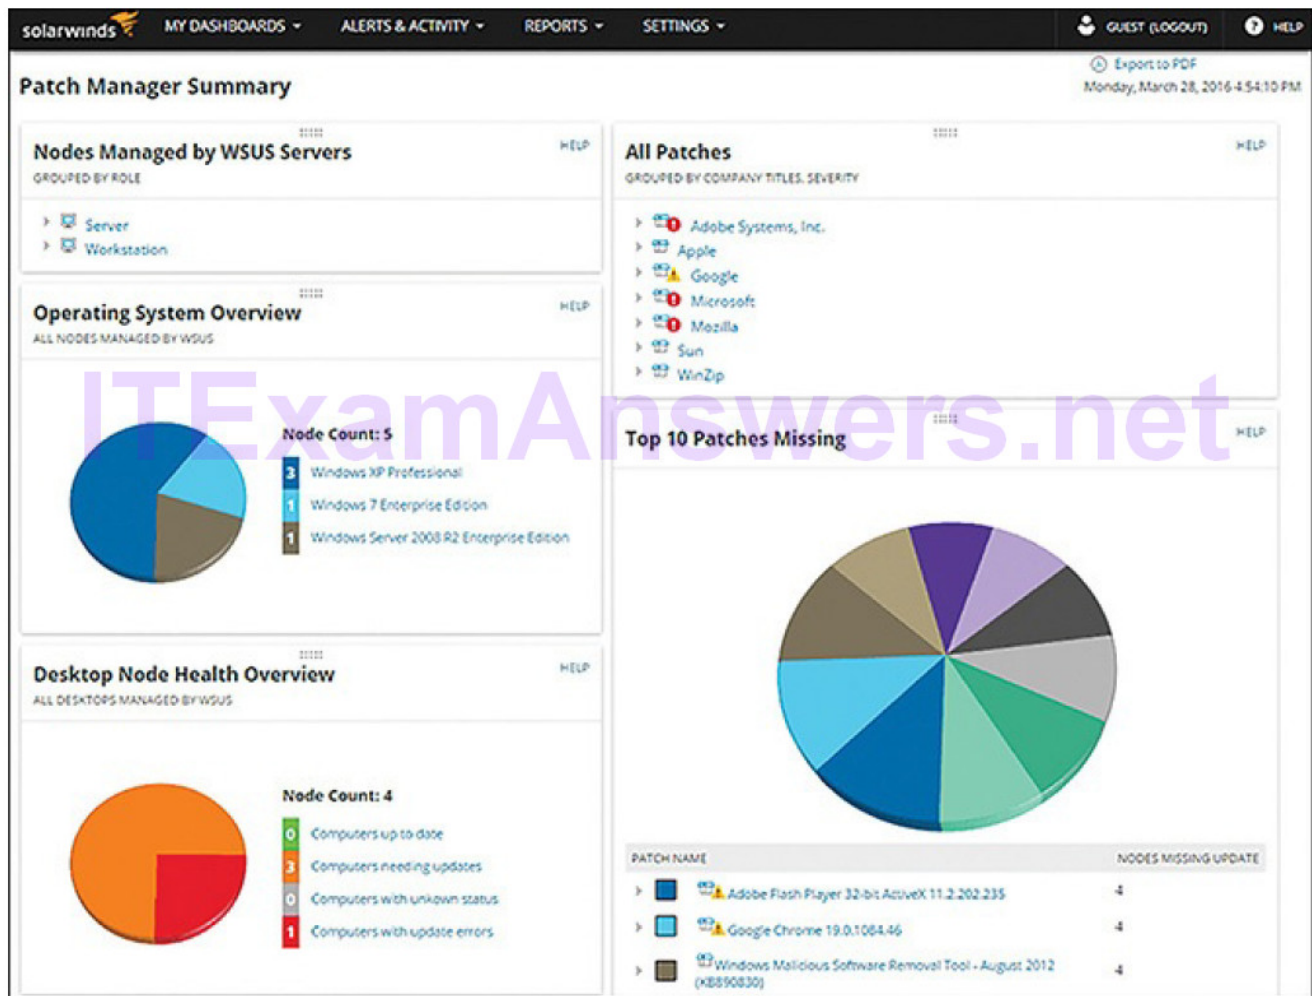 solarwinds
MY DASHBOARDS
ALERTS & ACTIVITY
REPORTS
SETTINGS
GUEST (LOGOUT)
HELP
Export to PDF
Monday, March 28, 2016 4:54:10 PM
Patch Manager Summary
Nodes Managed by WSUS Servers
HELP
GROUPED BY ROLE
Server
Workstation
Operating System Overview
HELP
ALL NODES MANAGED BY WSUS
Node Count: 5
3 Windows XP Professional
1 Windows 7 Enterprise Edition
1 Windows Server 2008 R2 Enterprise Edition
Desktop Node Health Overview
HELP
ALL DESKTOPS MANAGED BY WSUS
Node Count: 4
0 Computers up to date
3 Computers needing updates
0 Computers with unkown status
1 Computers with update errors
All Patches
HELP
GROUPED BY COMPANY TITLES, SEVERITY
Adobe Systems, Inc.
Apple
Google
Microsoft
Mozilla
Sun
WinZip
Top 10 Patches Missing
HELP
PATCH NAME NODES MISSING UPDATE
Adobe Flash Player 32-bit ActiveX 11.2.202.235 4
Google Chrome 19.0.1084.46 4
Windows Malicious Software Removal Tool - August 2012 4
(KB890830)
ITExamAnswers.net